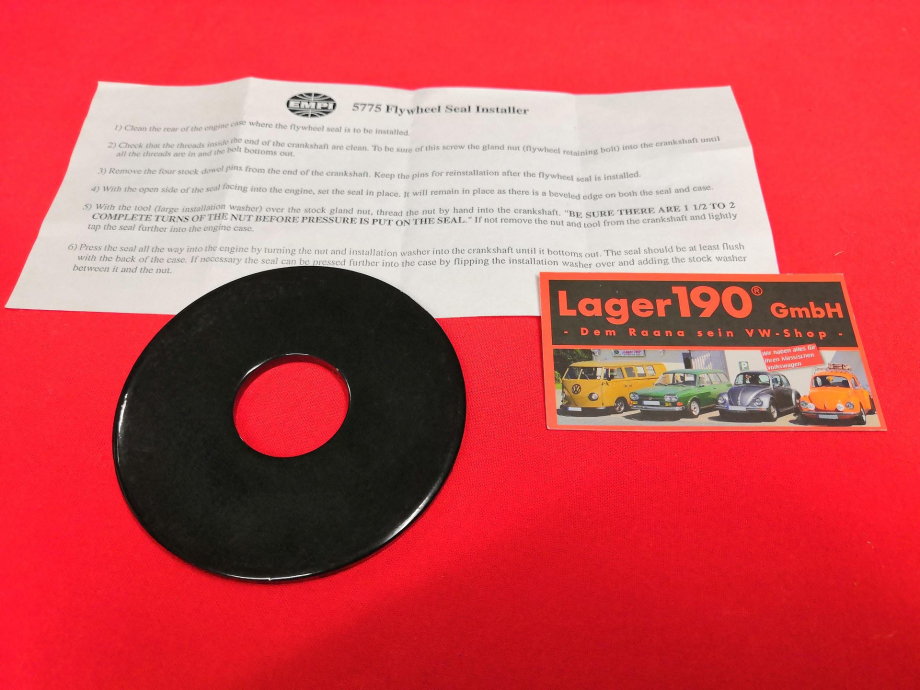 EMPI
5775 Flywheel Seal Installer
1) Clean the rear of the engine case where the flywheel seal is to be installed.
2) Check that the threads inside the end of the crankshaft are clean. To be sure of this screw the gland nut (flywheel retaining bolt) into the crankshaft until
all the threads are in and the bolt bottoms out.
3) Remove the four stock dowel pins from the end of the crankshaft. Keep the pins for reinstallation after the flywheel seal is installed.
4) With the open side of the seal facing into the engine, set the seal in place. It will remain in place as there is a beveled edge on both the seal and case.
5) With the tool (large installation washer) over the stock gland nut, thread the nut by hand into the crankshaft. "BE SURE THERE ARE 1 1/2 TO 2
COMPLETE TURNS OF THE NUT BEFORE PRESSURE IS PUT ON THE SEAL." If not remove the nut and tool from the crankshaft and lightly
tap the seal further into the engine case.
6) Press the seal all the way into the engine by turning the nut and installation washer into the crankshaft until it bottoms out. The seal should be at least flush
with the back of the case. If necessary the seal can be pressed further into the case by flipping the installation washer over and adding the stock washer
between it and the nut.
Lager190® GmbH
- Dem Raana sein VW-Shop -
Wir haben alles für
Ihren klassischen
Volkswagen